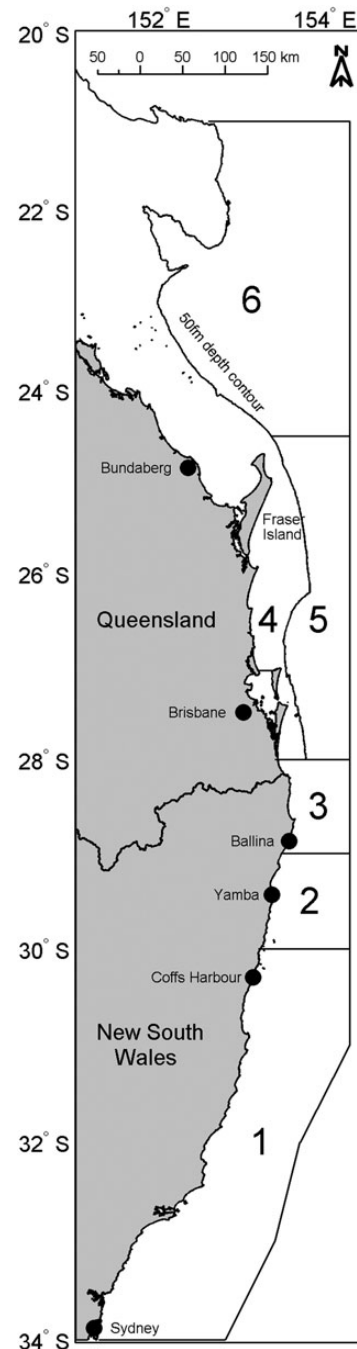 152° E 154° E
20° S
50 0 50 100 150 km
N
22° S
6
50fm depth contour
24° S
Bundaberg
Fraser
Island
26° S
Queensland
4 5
Brisbane
28° S
3
Ballina
Yamba
2
30° S
Coffs Harbour
New South
Wales
1
32° S
Sydney
34° S